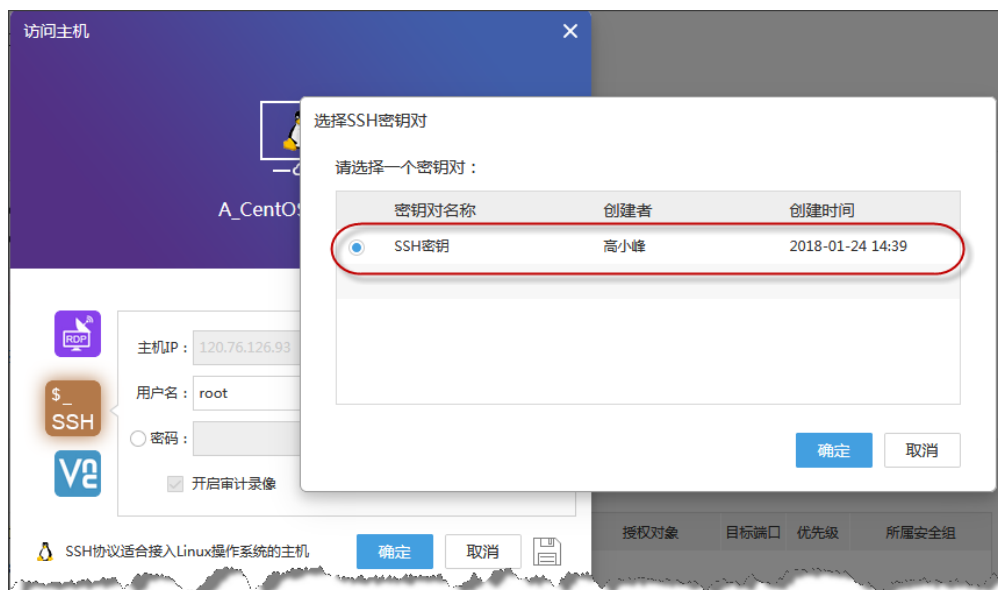 访问主机
A_CentOS
RDP
$_
SSH
主机IP： 120.76.126.93
用户名： root
密码：
开启审计录像
SSH协议适合接入Linux操作系统的主机
确定 取消
选择SSH密钥对
请选择一个密钥对：
密钥对名称 创建者 创建时间
SSH密钥 高小峰 2018-01-24 14:39
确定 取消
授权对象 目标端口 优先级 所属安全组